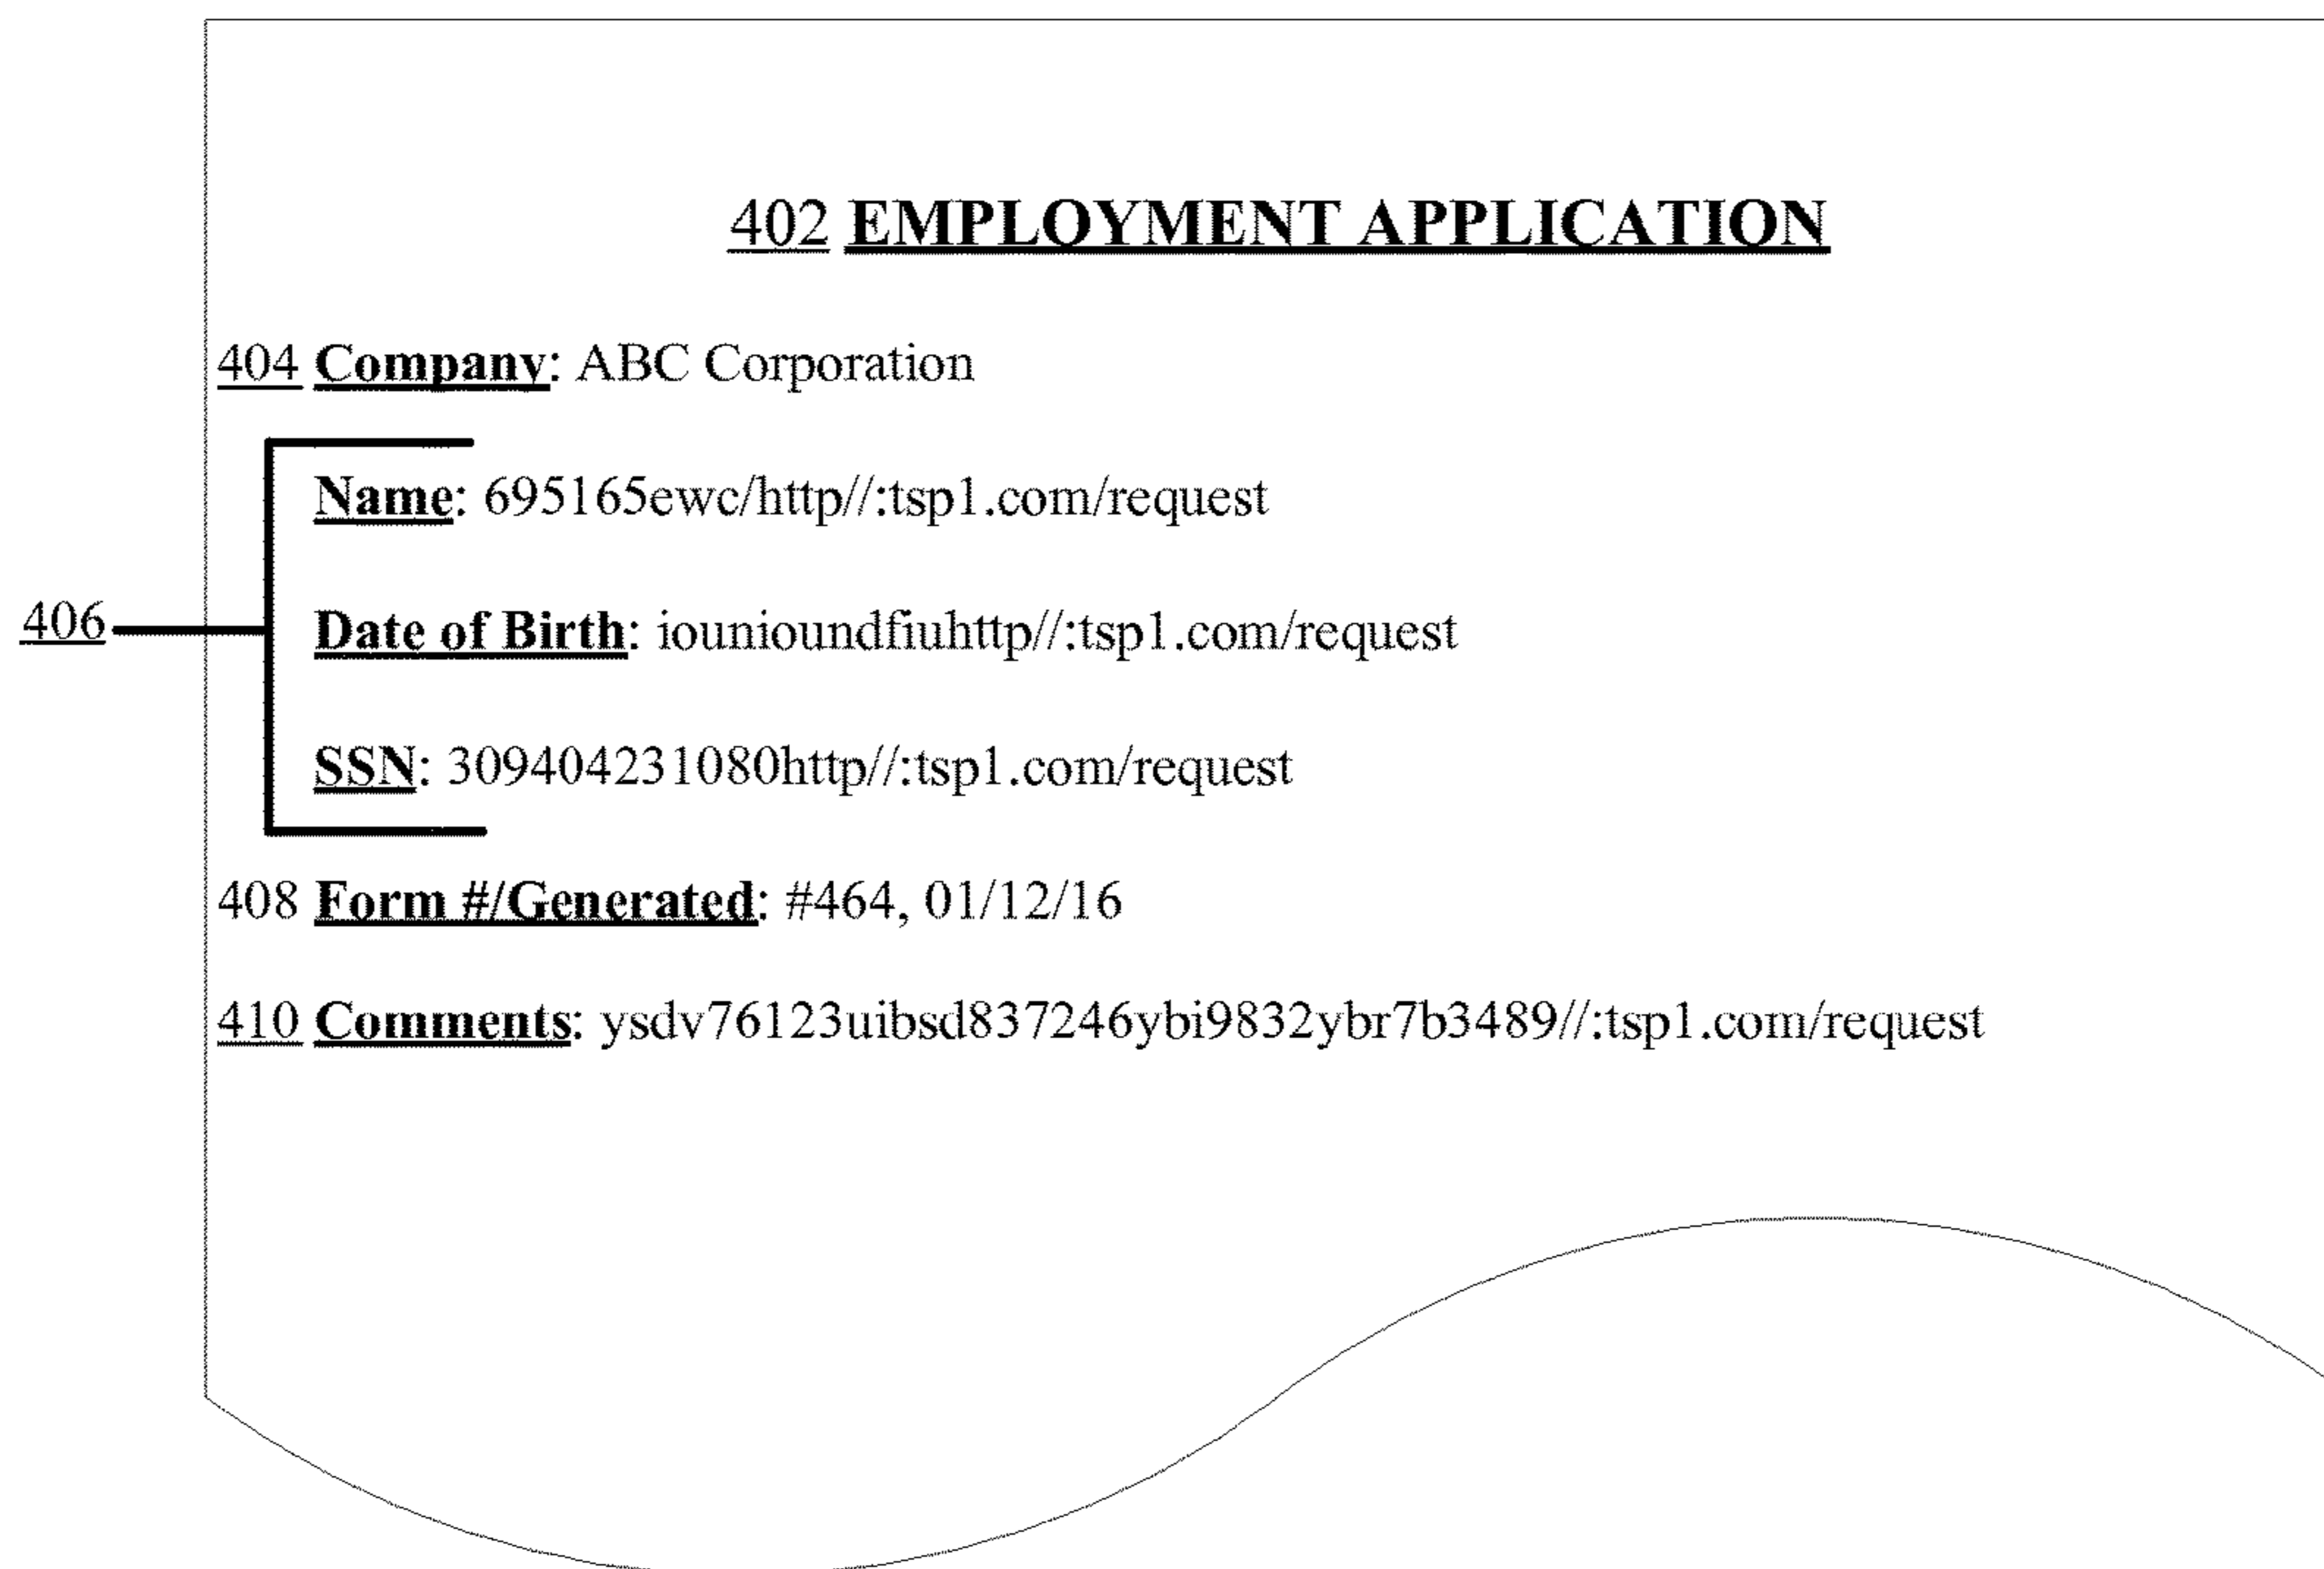 402 EMPLOYMENT APPLICATION
404 Company: ABC Corporation
Name: 695165ewc/http//:tsp1.com/request
406
Date of Birth: iounioundfiuhttp//:tsp1.com/request
SSN: 309404231080http//:tsp1.com/request
408 Form #/Generated: #464, 01/12/16
410 Comments: ysdv76123uibsd837246ybi9832ybr7b3489//:tsp1.com/request